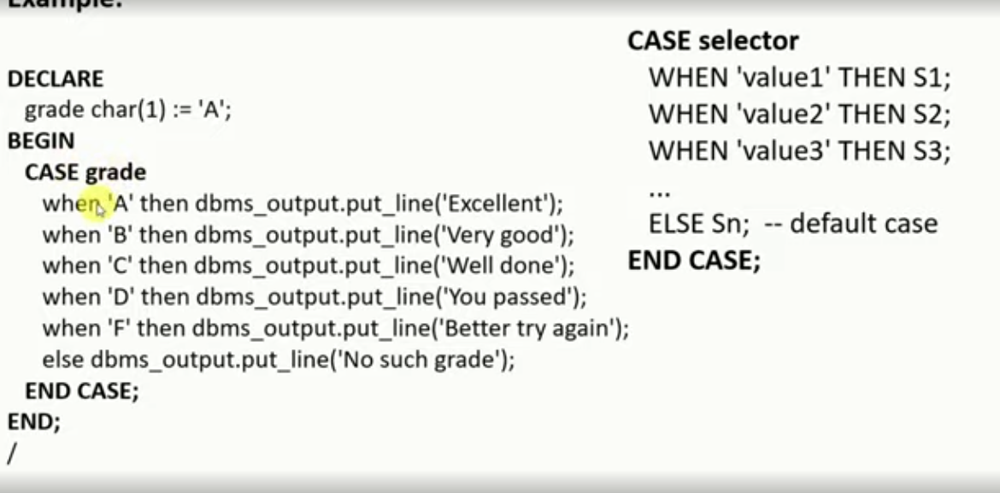 Example:
DECLARE
grade char(1) := 'A';
BEGIN
CASE grade
when 'A' then dbms_output.put_line('Excellent');
when 'B' then dbms_output.put_line('Very good');
when 'C' then dbms_output.put_line('Well done');
when 'D' then dbms_output.put_line('You passed');
when 'F' then dbms_output.put_line('Better try again');
else dbms_output.put_line('No such grade');
END CASE;
END;
/
CASE selector
WHEN 'value1' THEN S1;
WHEN 'value2' THEN S2;
WHEN 'value3' THEN S3;
...
ELSE Sn; -- default case
END CASE;